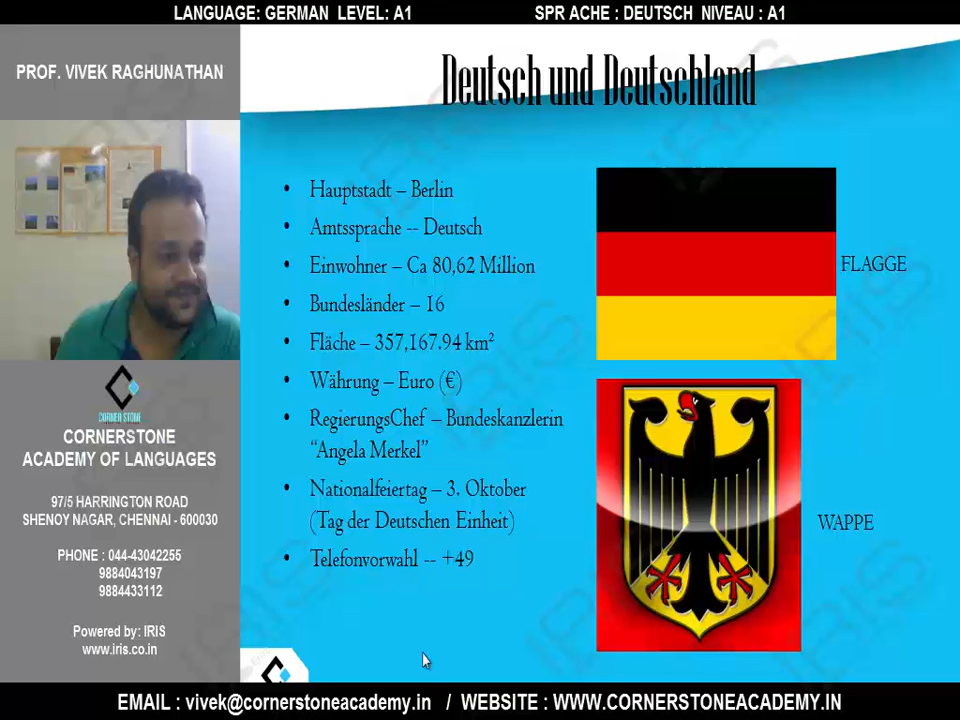 LANGUAGE: GERMAN LEVEL: A1
SPR ACHE : DEUTSCH NIVEAU : A1
PROF. VIVEK RAGHUNATHAN
Deutsch und Deutschland
• Hauptstadt – Berlin
• Amtssprache -- Deutsch
• Einwohner – Ca 80,62 Million
• Bundesländer – 16
• Fläche – 357,167.94 km²
• Währung – Euro (€)
• RegierungsChef – Bundeskanzlerin
“Angela Merkel”
• Nationalfeiertag – 3. Oktober
(Tag der Deutschen Einheit)
• Telefonvorwahl -- +49
FLAGGE
WAPPE
CORNER STONE
CORNERSTONE
ACADEMY OF LANGUAGES
97/5 HARRINGTON ROAD
SHENOY NAGAR, CHENNAI - 600030
PHONE : 044-43042255
9884043197
9884433112
Powered by: IRIS
www.iris.co.in
EMAIL : vivek@cornerstoneacademy.in / WEBSITE : WWW.CORNERSTONEACADEMY.IN
IRIS